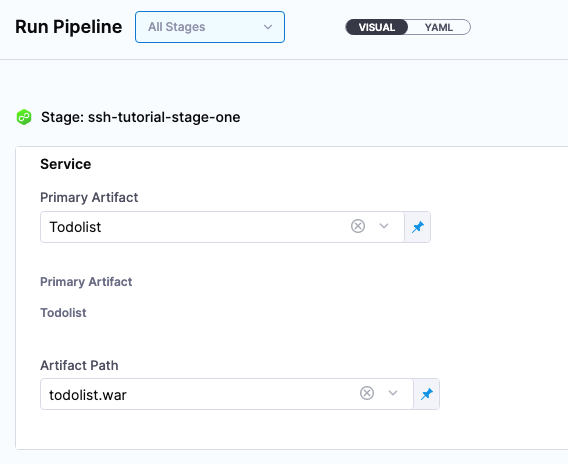 Run Pipeline
All Stages
VISUAL YAML
Stage: ssh-tutorial-stage-one
Service
Primary Artifact
Todolist
Primary Artifact
Todolist
Artifact Path
todolist.war